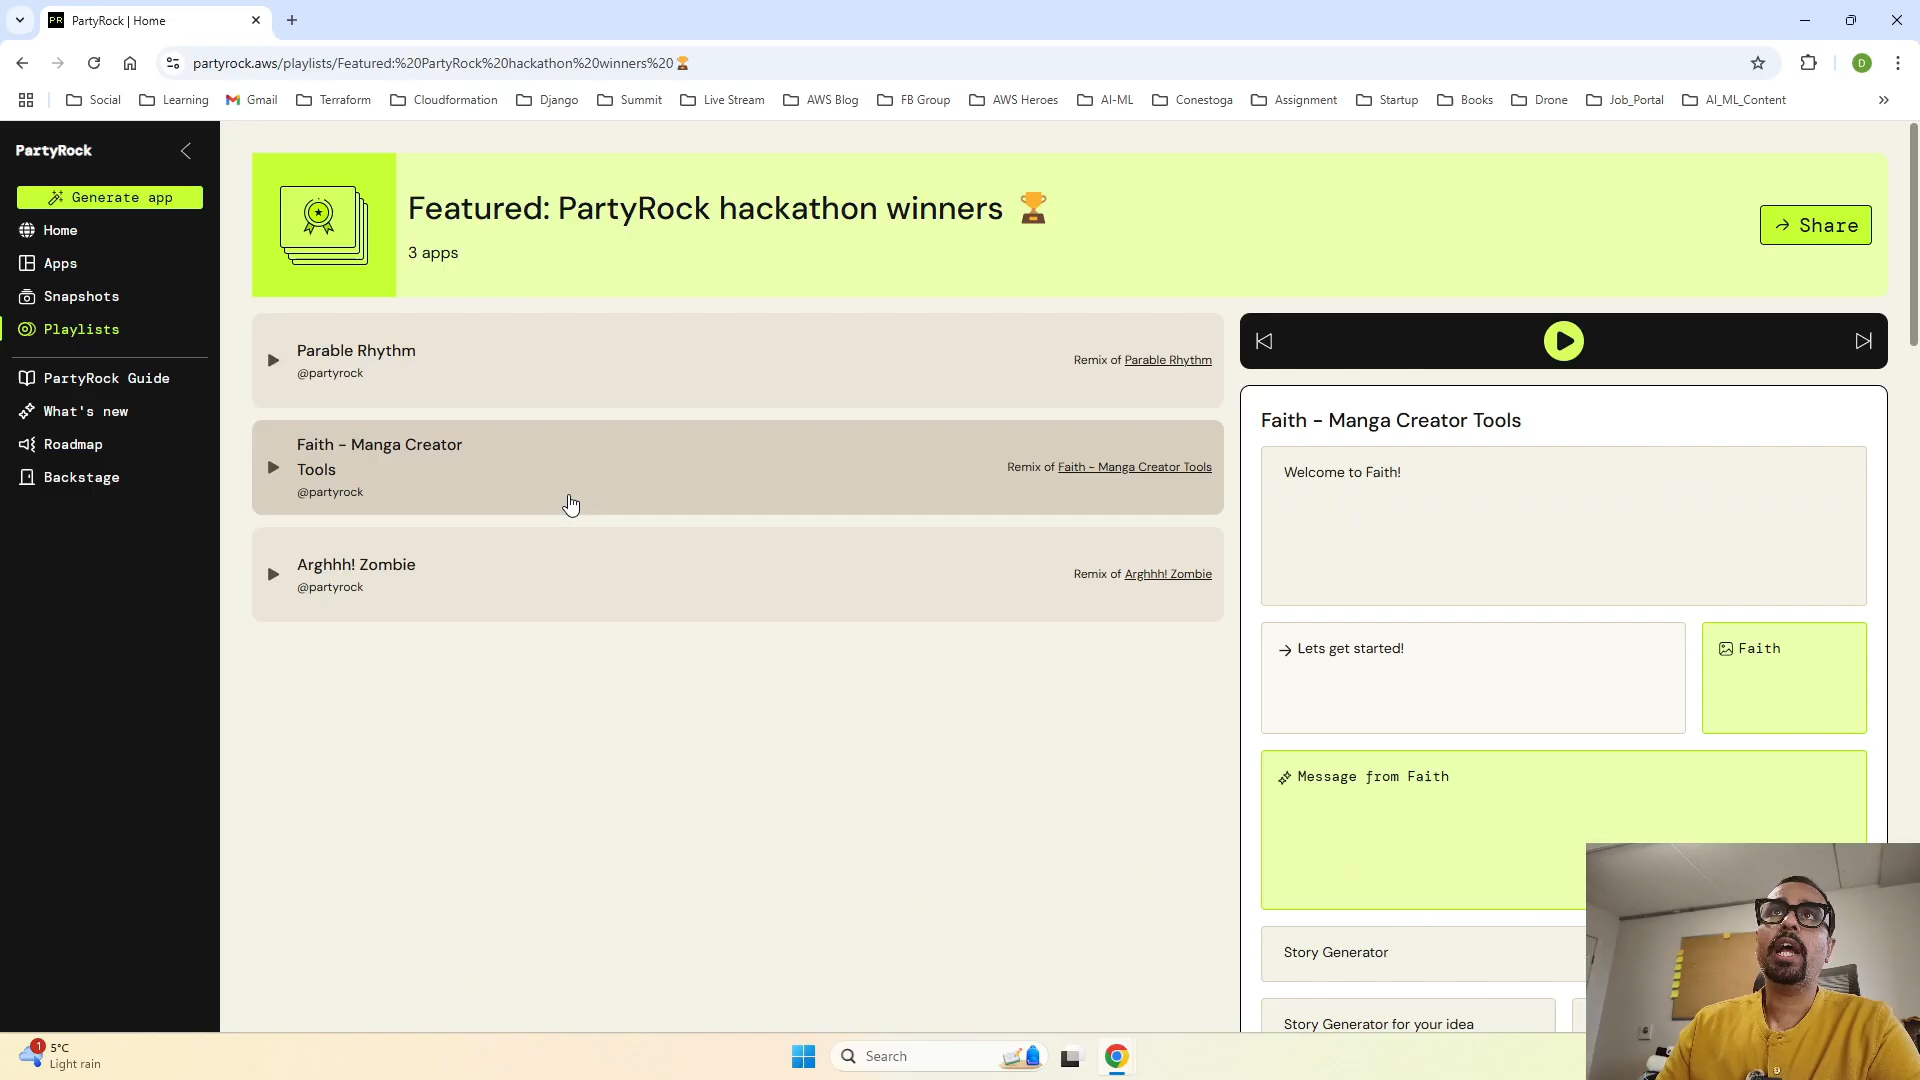 PR PartyRock | Home
partyrock.aws/playlists/Featured:%20PartyRock%20hackathon%20winners%20🏆
D
Social Learning Gmail Terraform Cloudformation Django Summit Live Stream AWS Blog FB Group AWS Heroes AI-ML Conestoga Assignment Startup Books Drone Job_Portal AI_ML_Content
PartyRock
Generate app
Home
Apps
Snapshots
Playlists
PartyRock Guide
What's new
Roadmap
Backstage
Featured: PartyRock hackathon winners 🏆
3 apps
Share
Parable Rhythm
@partyrock
Remix of Parable Rhythm
Faith - Manga Creator
Tools
@partyrock
Remix of Faith - Manga Creator Tools
Arghhh! Zombie
@partyrock
Remix of Arghhh! Zombie
Faith - Manga Creator Tools
Welcome to Faith!
Lets get started!
Faith
Message from Faith
Story Generator
Story Generator for your idea
1
5°C
Light rain
Search